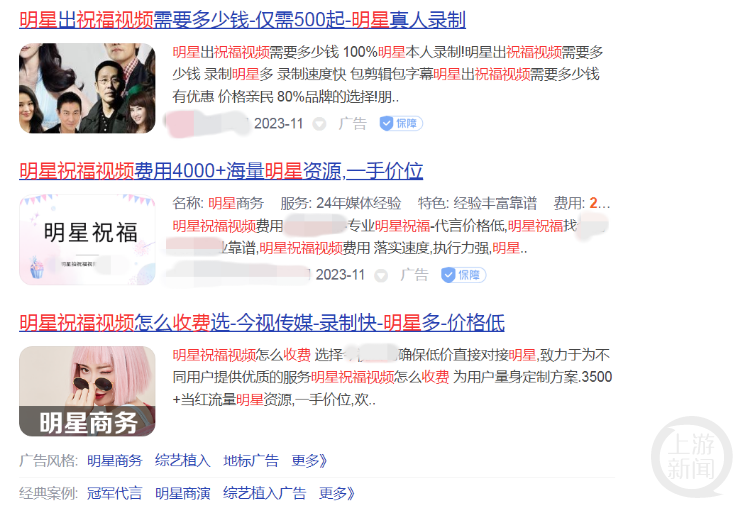 明星出祝福视频需要多少钱-仅需500起-明星真人录制
明星出祝福视频需要多少钱 100%明星本人录制!明星出祝福视频需要多
少钱 录制明星多 录制速度快 包剪辑包字幕明星出祝福视频需要多少钱
有优惠 价格亲民 80%品牌的选择!朋..
2023-11 广告 保障
明星祝福视频费用4000+海量明星资源,一手价位
明星祝福
名称: 明星商务 服务: 24年媒体经验 特色: 经验丰富靠谱 费用: 2...
明星祝福视频费用 -专业明星祝福-代言价格低,明星祝福找
业靠谱,明星祝福视频费用 落实速度,执行力强,明星..
2023-11 广告 保障
明星祝福视频怎么收费选-今视传媒-录制快-明星多-价格低
明星祝福视频怎么收费 选择 确保低价直接对接明星,致力于为不
同用户提供优质的服务明星祝福视频怎么收费 为用户量身定制方案.3500
+当红流量明星资源,一手价位,欢..
明星商务
广告风格: 明星商务 综艺植入 地标广告 更多》
经典案例: 冠军代言 明星商演 综艺植入广告 更多》
上游
新闻